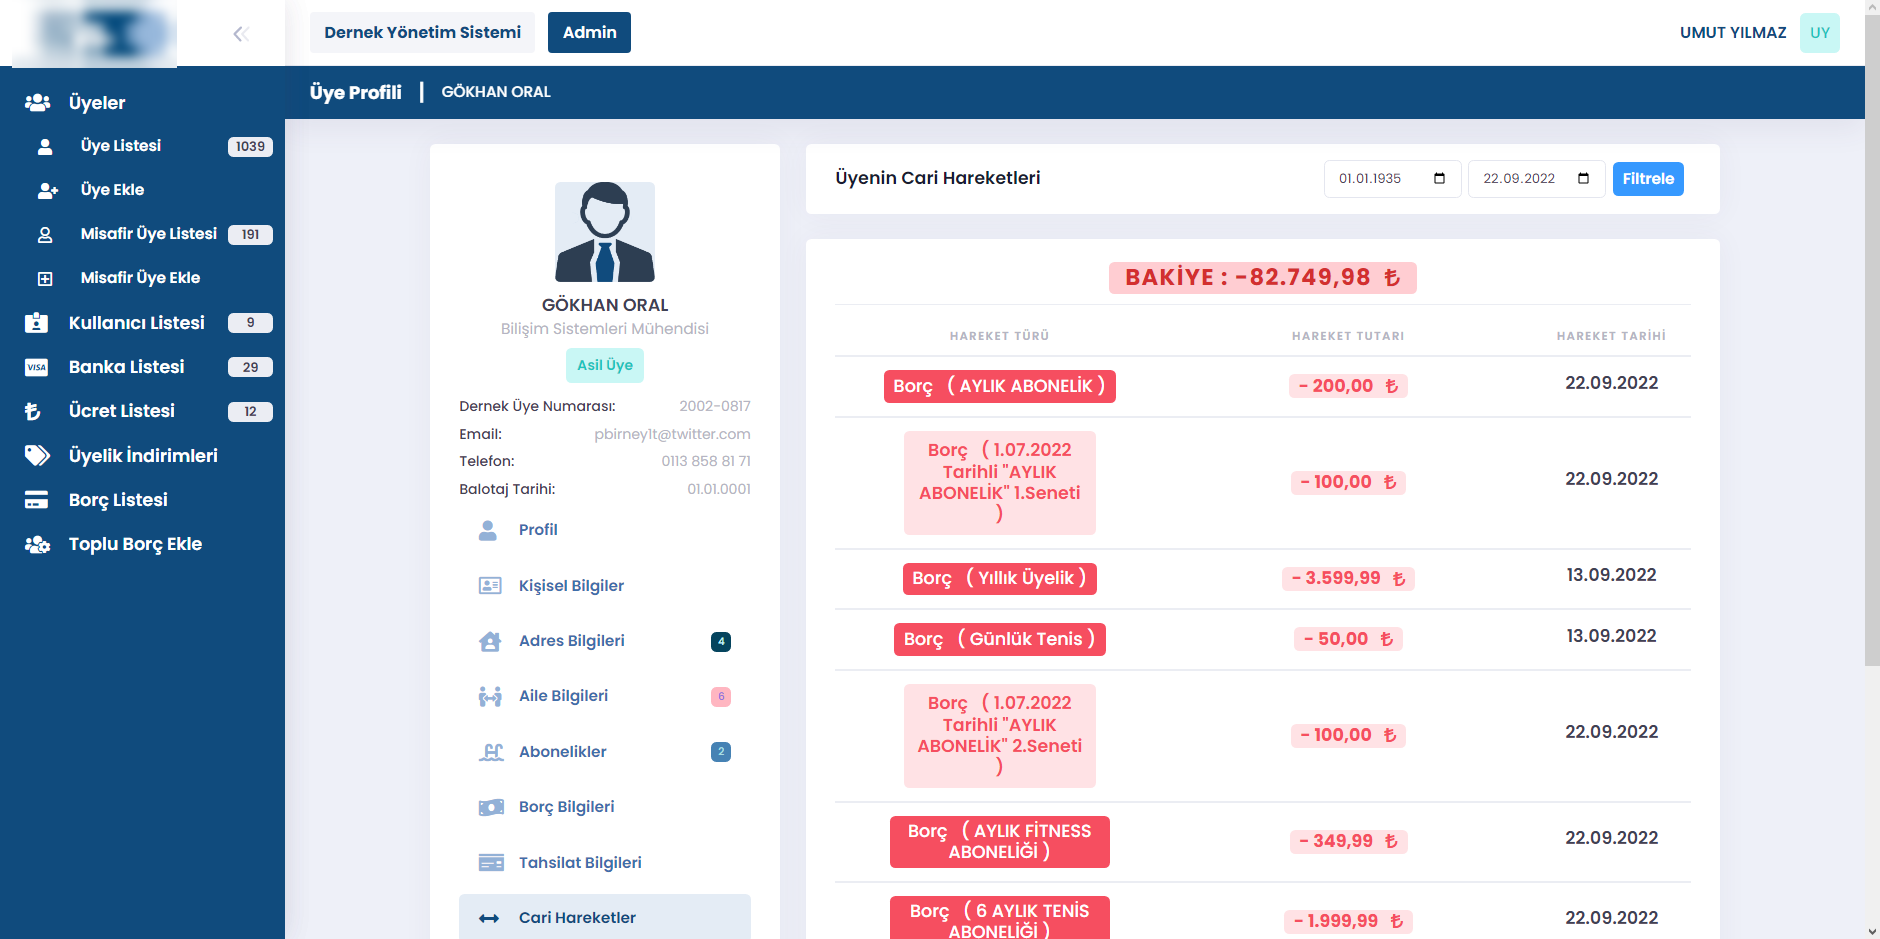 Dernek Yönetim Sistemi
Admin
UMUT YILMAZ
UY
Üye Profili | GÖKHAN ORAL
Üyeler
Üye Listesi 1039
Üye Ekle
Misafir Üye Listesi 191
Misafir Üye Ekle
Kullanıcı Listesi 9
VISA
Banka Listesi 29
Ücret Listesi 12
Üyelik İndirimleri
Borç Listesi
Toplu Borç Ekle
GÖKHAN ORAL
Bilişim Sistemleri Mühendisi
Asil Üye
Dernek Üye Numarası: 2002-0817
Email: pbirney1t@twitter.com
Telefon: 0113 858 81 71
Balotaj Tarihi: 01.01.0001
Profil
Kişisel Bilgiler
Adres Bilgileri 4
Aile Bilgileri 6
Abonelikler 2
Borç Bilgileri
Tahsilat Bilgileri
Cari Hareketler
Üyenin Cari Hareketleri
01.01.1935
22.09.2022
Filtrele
BAKİYE : -82.749,98 ₺
HAREKET TÜRÜ HAREKET TUTARI HAREKET TARİHİ
Borç ( AYLIK ABONELİK ) - 200,00 ₺ 22.09.2022
Borç ( 1.07.2022
Tarihli "AYLIK
ABONELİK" 1.Seneti
)
- 100,00 ₺ 22.09.2022
Borç ( Yıllık Üyelik ) - 3.599,99 ₺ 13.09.2022
Borç ( Günlük Tenis ) - 50,00 ₺ 13.09.2022
Borç ( 1.07.2022
Tarihli "AYLIK
ABONELİK" 2.Seneti
)
- 100,00 ₺ 22.09.2022
Borç ( AYLIK FİTNESS
ABONELİĞİ )
- 349,99 ₺ 22.09.2022
Borç ( 6 AYLIK TENİS
ABONELİĞİ )
- 1.999,99 ₺ 22.09.2022